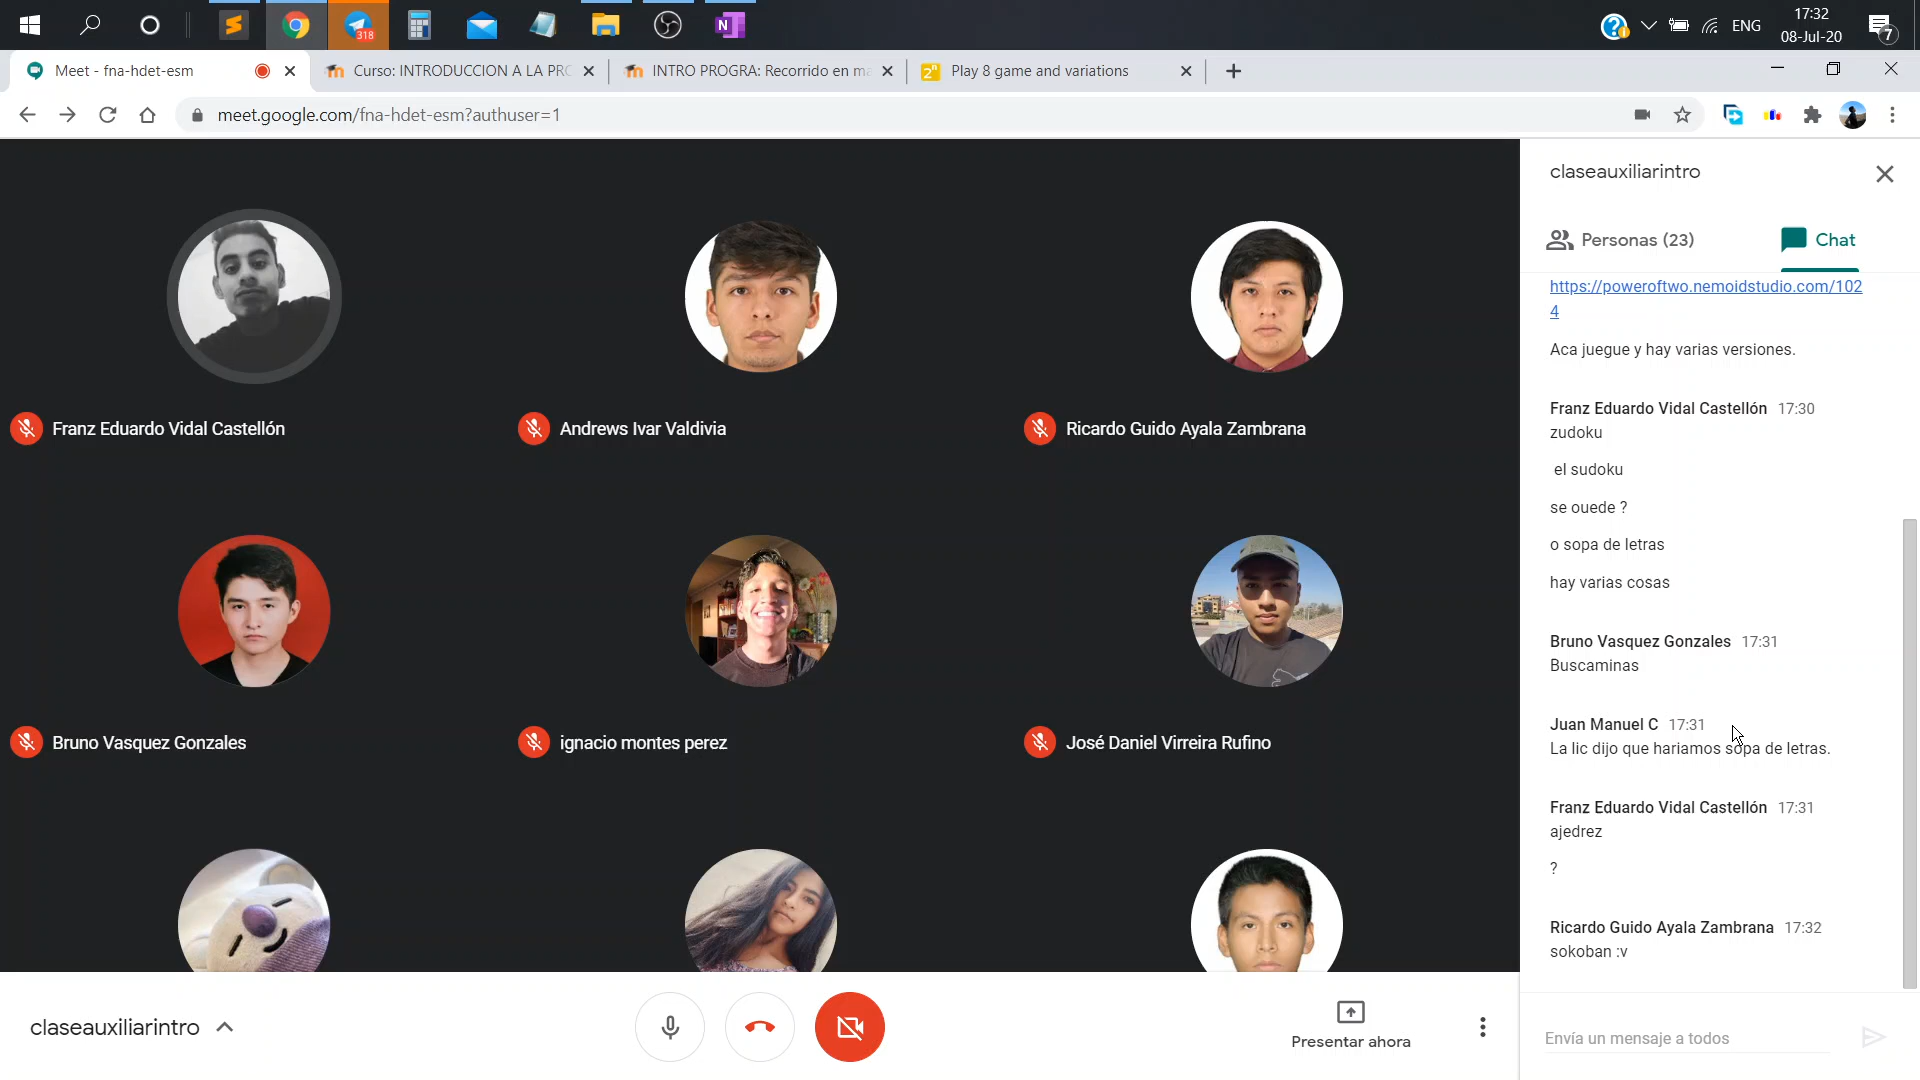 318
ENG
17:32
08-Jul-20
7
Meet - fna-hdet-esm
Curso: INTRODUCCION A LA PRO
INTRO PROGRA: Recorrido en ma
Play 8 game and variations
meet.google.com/fna-hdet-esm?authuser=1
claseauxiliarintro
Personas (23)
Chat
https://poweroftwo.nemoidstudio.com/102
4
Aca juegue y hay varias versiones.
Franz Eduardo Vidal Castellón 17:30
zudoku
el sudoku
se ouede ?
o sopa de letras
hay varias cosas
Bruno Vasquez Gonzales 17:31
Buscaminas
Juan Manuel C 17:31
La lic dijo que hariamos sopa de letras.
Franz Eduardo Vidal Castellón 17:31
ajedrez
?
Ricardo Guido Ayala Zambrana 17:32
sokoban :v
Envía un mensaje a todos
Franz Eduardo Vidal Castellón
Andrews Ivar Valdivia
Ricardo Guido Ayala Zambrana
Bruno Vasquez Gonzales
ignacio montes perez
José Daniel Virreira Rufino
claseauxiliarintro
Presentar ahora